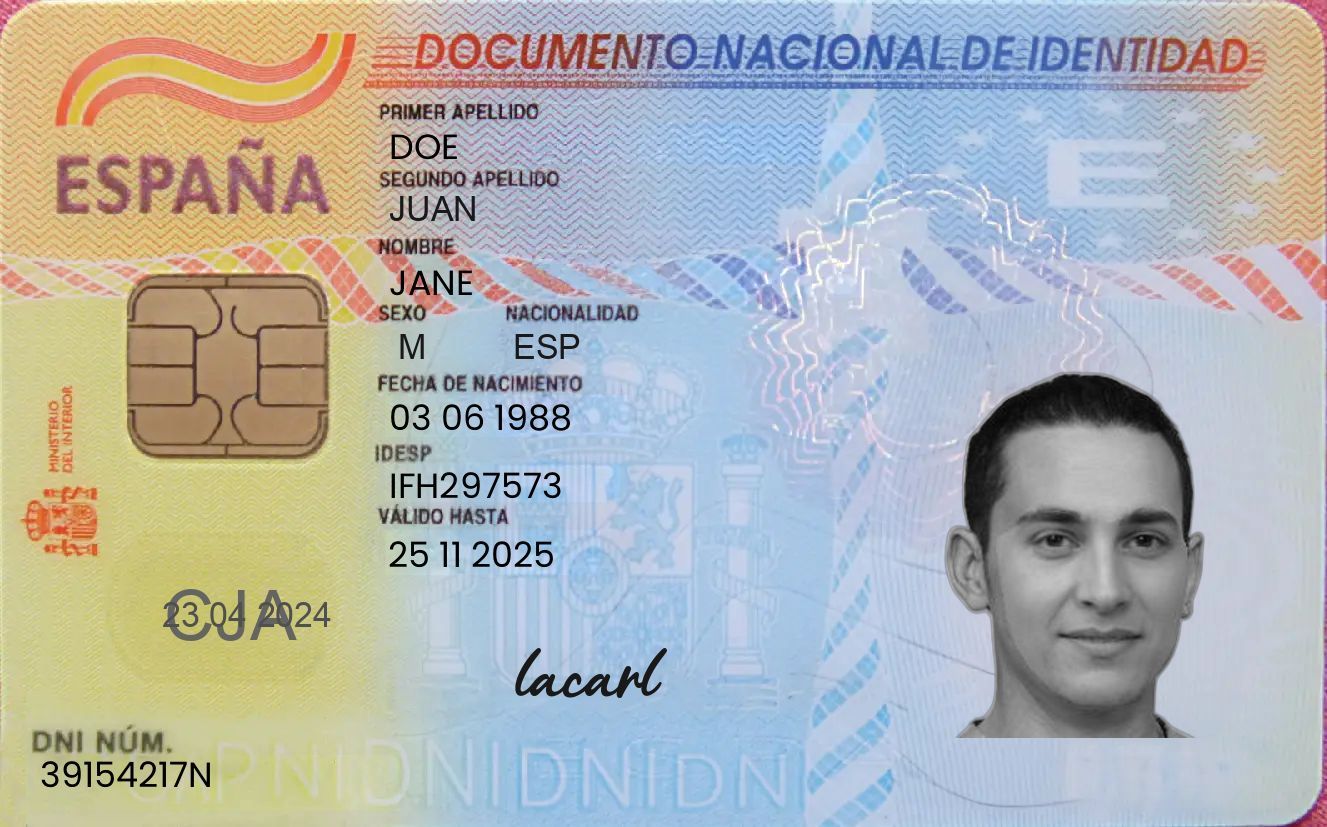 DOCUMENTO NACIONAL DE IDENTIDAD
ESPAÑA
PRIMER APELLIDO
DOE
SEGUNDO APELLIDO
JUAN
NOMBRE
JANE
SEXO NACIONALIDAD
M ESP
FECHA DE NACIMIENTO
03 06 1988
IDESP
IFH297573
VÁLIDO HASTA
25 11 2025
MINISTERIO
DEL INTERIOR
E
CJA
23 04 2024
lacarl
DNI NÚM.
39154217N
DNIDNIDNIDN